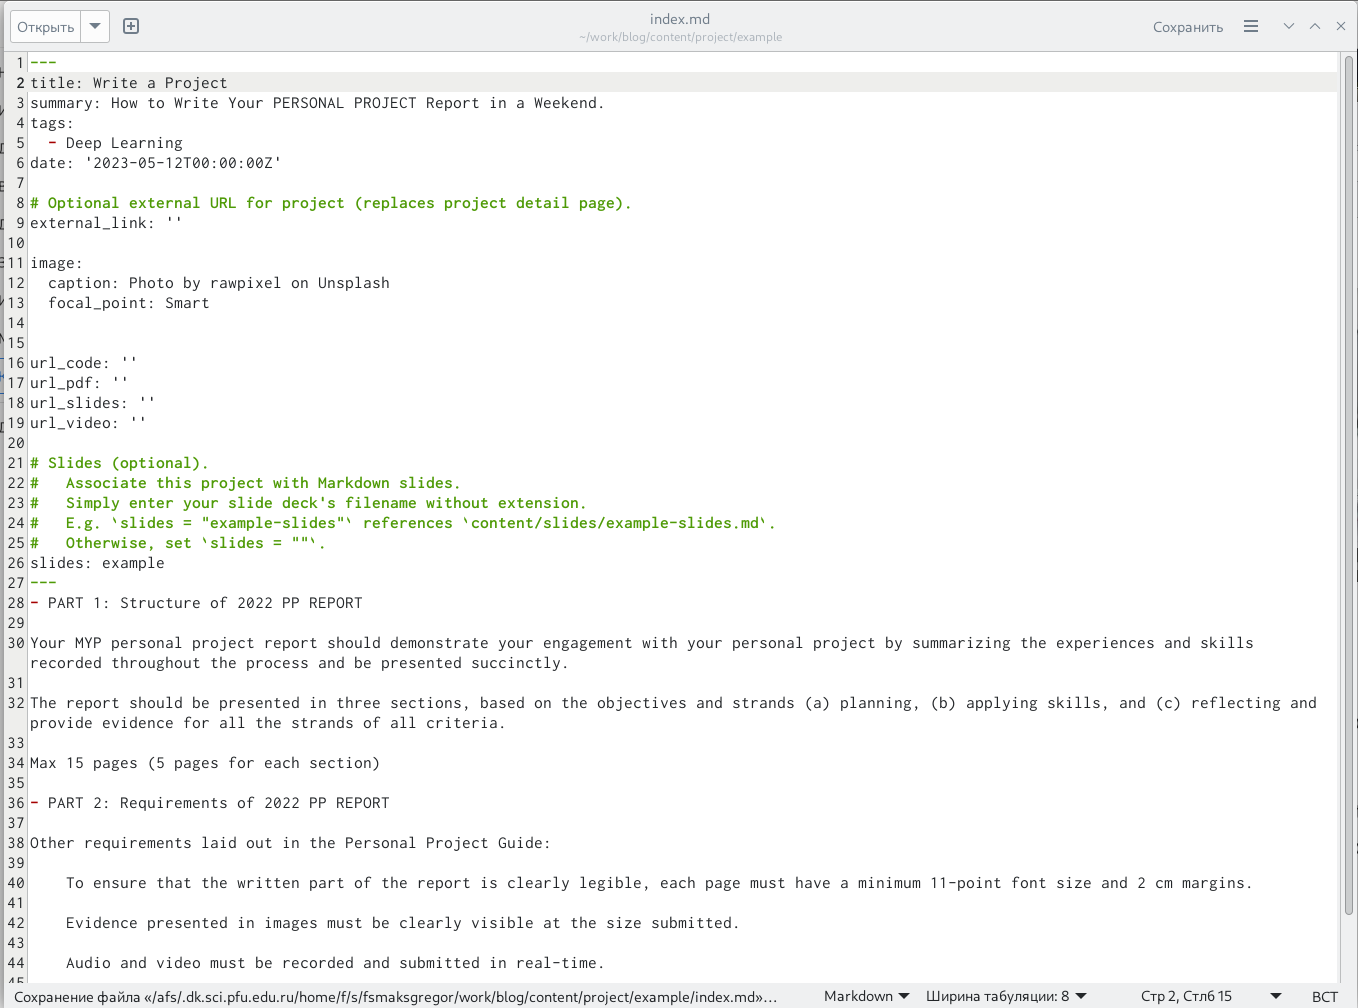 Открыть
index.md
~/work/blog/content/project/example
Сохранить
1 ---
2 title: Write a Project
3 summary: How to Write Your PERSONAL PROJECT Report in a Weekend.
4 tags:
5   - Deep Learning
6 date: '2023-05-12T00:00:00Z'
7
8 # Optional external URL for project (replaces project detail page).
9 external_link: ''
10
11 image:
12   caption: Photo by rawpixel on Unsplash
13   focal_point: Smart
14
15
16 url_code: ''
17 url_pdf: ''
18 url_slides: ''
19 url_video: ''
20
21 # Slides (optional).
22 #   Associate this project with Markdown slides.
23 #   Simply enter your slide deck's filename without extension.
24 #   E.g. `slides = "example-slides"` references `content/slides/example-slides.md`.
25 #   Otherwise, set `slides = ""`.
26 slides: example
27 ---
28 - PART 1: Structure of 2022 PP REPORT
29
30 Your MYP personal project report should demonstrate your engagement with your personal project by summarizing the experiences and skills
recorded throughout the process and be presented succinctly.
31
32 The report should be presented in three sections, based on the objectives and strands (a) planning, (b) applying skills, and (c) reflecting and
provide evidence for all the strands of all criteria.
33
34 Max 15 pages (5 pages for each section)
35
36 - PART 2: Requirements of 2022 PP REPORT
37
38 Other requirements laid out in the Personal Project Guide:
39
40     To ensure that the written part of the report is clearly legible, each page must have a minimum 11-point font size and 2 cm margins.
41
42     Evidence presented in images must be clearly visible at the size submitted.
43
44     Audio and video must be recorded and submitted in real-time.
45
Сохранение файла «/afs/.dk.sci.pfu.edu.ru/home/f/s/fsmaksgregor/work/blog/content/project/example/index.md»…
Markdown
Ширина табуляции: 8
Стр 2, Стлб 15
ВСТ